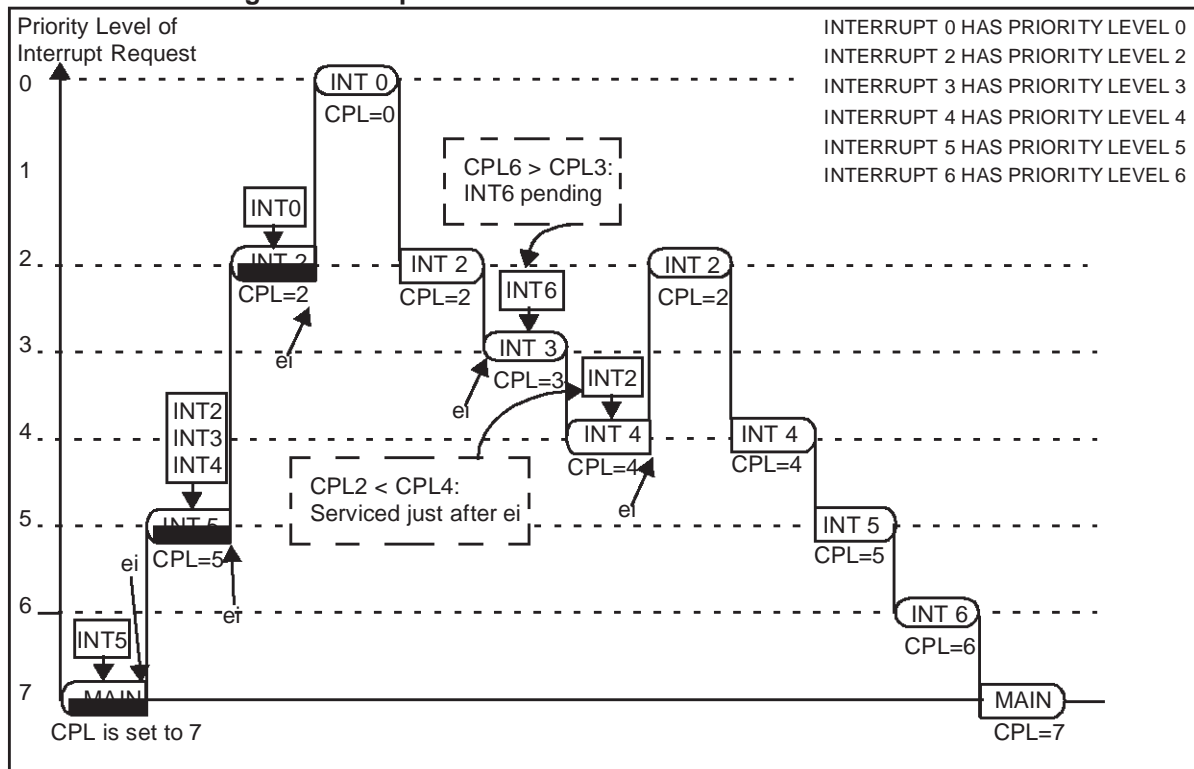 Priority Level of
Interrupt Request
INTERRUPT 0 HAS PRIORITY LEVEL 0
INTERRUPT 2 HAS PRIORITY LEVEL 2
INTERRUPT 3 HAS PRIORITY LEVEL 3
INTERRUPT 4 HAS PRIORITY LEVEL 4
INTERRUPT 5 HAS PRIORITY LEVEL 5
INTERRUPT 6 HAS PRIORITY LEVEL 6
0
INT 0
CPL=0
1
CPL6 > CPL3:
INT6 pending
INT0
2
INT 2
CPL=2
INT 2
CPL=2
INT6
INT 2
CPL=2
ei
3
INT 3
CPL=3
ei
INT2
INT2
INT3
INT4
4
INT 4
CPL=4
INT 4
CPL=4
CPL2 < CPL4:
Serviced just after ei
ei
5
INT 5
CPL=5
INT 5
CPL=5
ei
ei
6
INT 6
CPL=6
INT5
7
MAIN
CPL is set to 7
MAIN
CPL=7